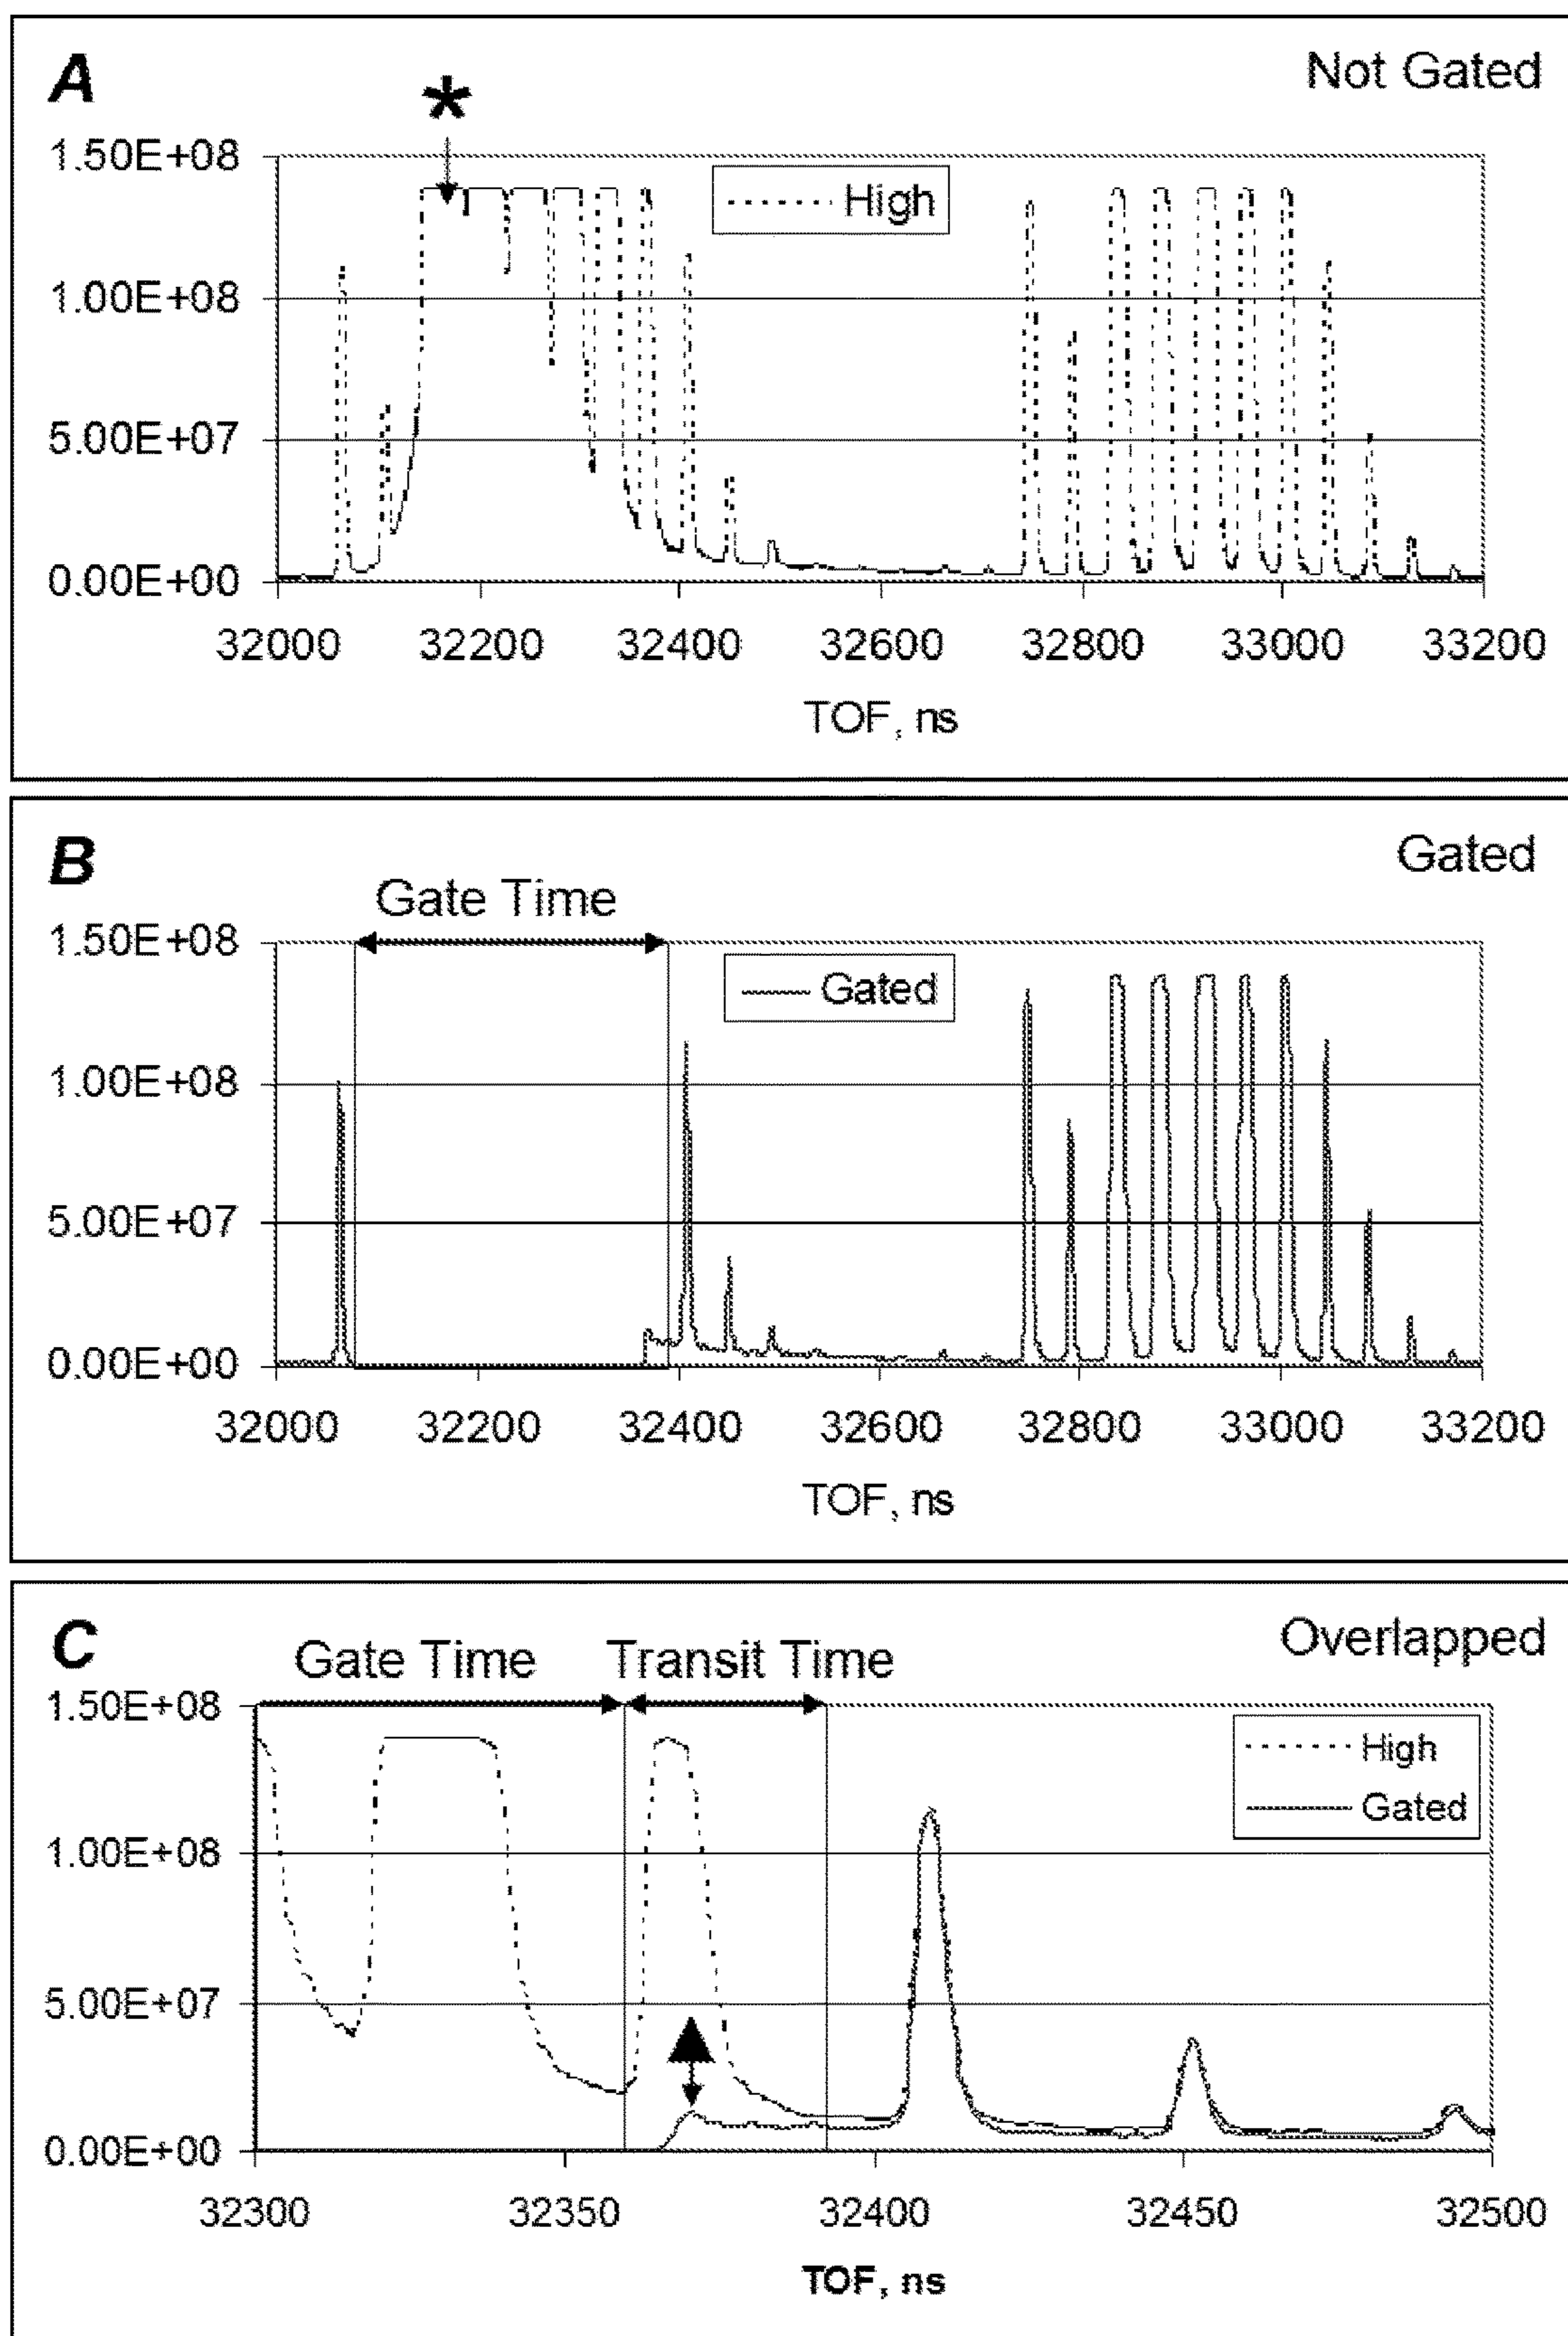 A
Not Gated
*
1.50E+08
High
1.00E+08
5.00E+07
0.00E+00
32000 32200 32400 32600 32800 33000 33200
TOF, ns
B
Gated
Gate Time
1.50E+08
Gated
1.00E+08
5.00E+07
0.00E+00
32000 32200 32400 32600 32800 33000 33200
TOF, ns
C
Overlapped
Gate Time Transit Time
1.50E+08
High
Gated
1.00E+08
5.00E+07
0.00E+00
32300 32350 32400 32450 32500
TOF, ns